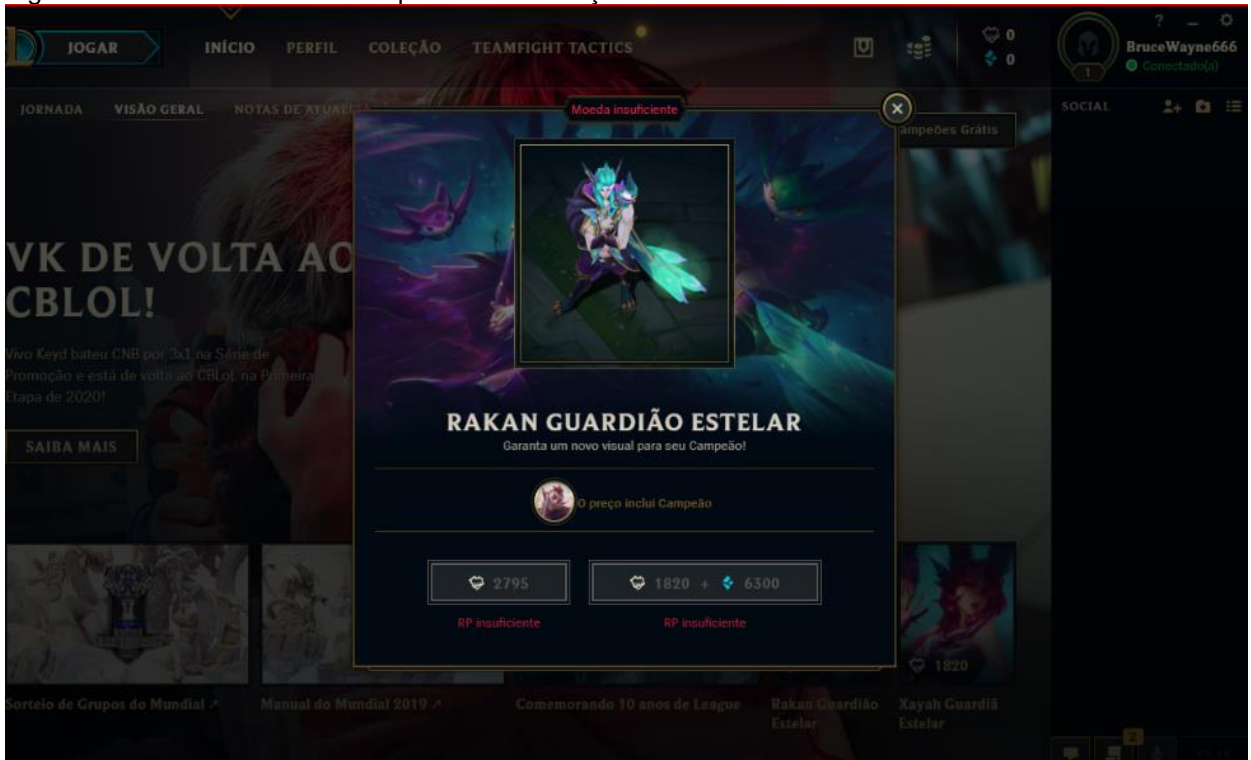 JOGAR
INÍCIO
PERFIL
COLEÇÃO
TEAMFIGHT TACTICS
0
0
?
BruceWayne666
Conectado(a)
1
JORNADA
VISÃO GERAL
NOTAS DE
Moeda insuficiente
Campeões Grátis
SOCIAL
VK DE VOLTA AO
CBLOL!
Vivo Keyd bateu CNB por 3x1 na Série de
Promoção e está de volta ao CBLoL na Primeira
Etapa de 2020!
SAIBA MAIS
RAKAN GUARDIÃO ESTELAR
Garanta um novo visual para seu Campeão!
O preço inclui Campeão
2795
1820 + 6300
RP insuficiente
RP insuficiente
1820
Sorteio de Grupos do Mundial
Manual do Mundial 2019
Comemorando 10 anos de League
Rakan Guardião
Estelar
Xayah Guardiã
Estelar
2